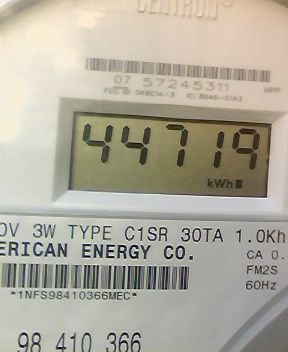 CENTRON®
07 57245311
HPP
44719
kWh
0V 3W TYPE C1SR 30TA 1.0Kh
ERICAN ENERGY CO.
CA 0.
FM2S
60Hz
*1NFS98410366MEC*
98 410 366